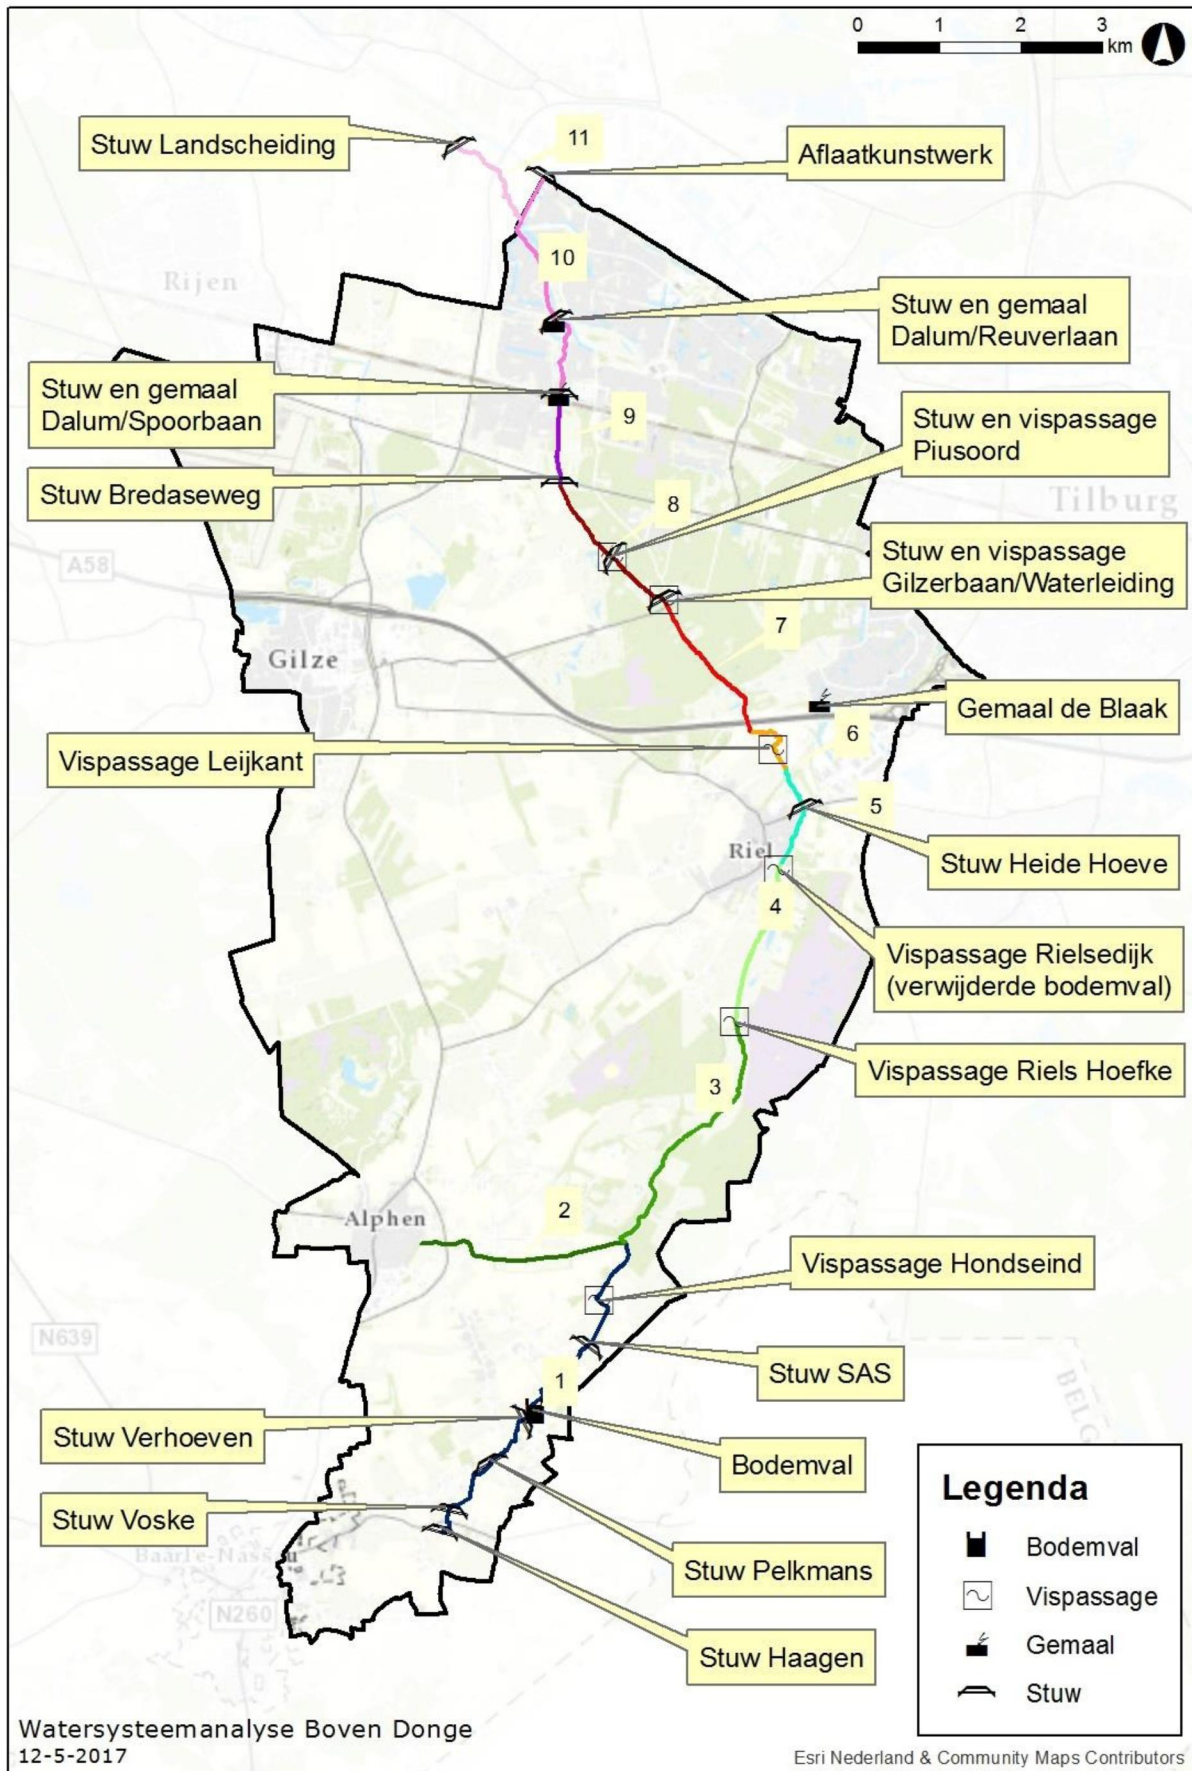 0 1 2 3
km
Stuw Landscheiding
11
Aflaatkunstwerk
10
Rijen
Stuw en gemaal
Dalum/Reuverlaan
Stuw en gemaal
Dalum/Spoorbaan
9
Stuw en vispassage
Piusoord
Stuw Bredaseweg
8
Tilburg
A58
Stuw en vispassage
Gilzerbaan/Waterleiding
7
Gilze
Gemaal de Blaak
6
Vispassage Leijkant
5
Riel
Stuw Heide Hoeve
4
Vispassage Rielsedijk
(verwijderde bodemval)
Vispassage Riels Hoefke
3
2
Alphen
Vispassage Hondseind
N639
Stuw SAS
1
BELG
Stuw Verhoeven
Bodemval
Stuw Voske
Baarle-Nassau
Stuw Pelkmans
N260
Stuw Haagen
Legenda
Bodemval
Vispassage
Gemaal
Stuw
Watersysteemanalyse Boven Donge
12-5-2017
Esri Nederland & Community Maps Contributors